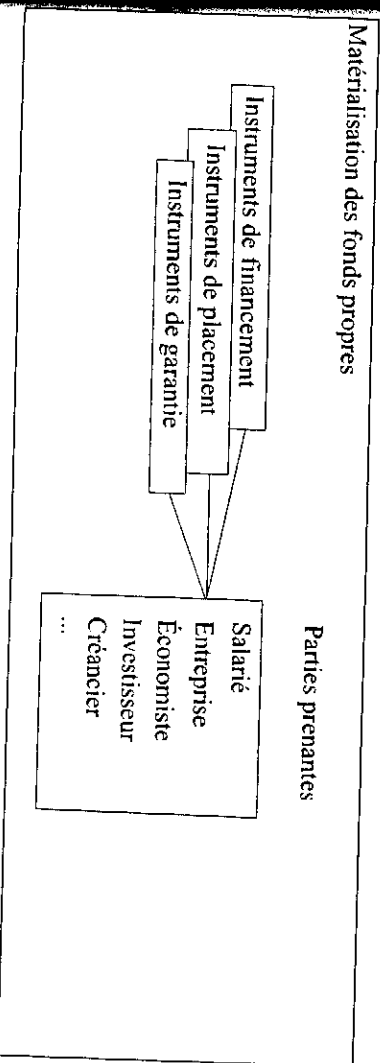 Matérialisation des fonds propres
Instruments de financement
Instruments de placement
Instruments de garantie
Parties prenantes
Salarié
Entreprise
Économiste
Investisseur
Créancier
...